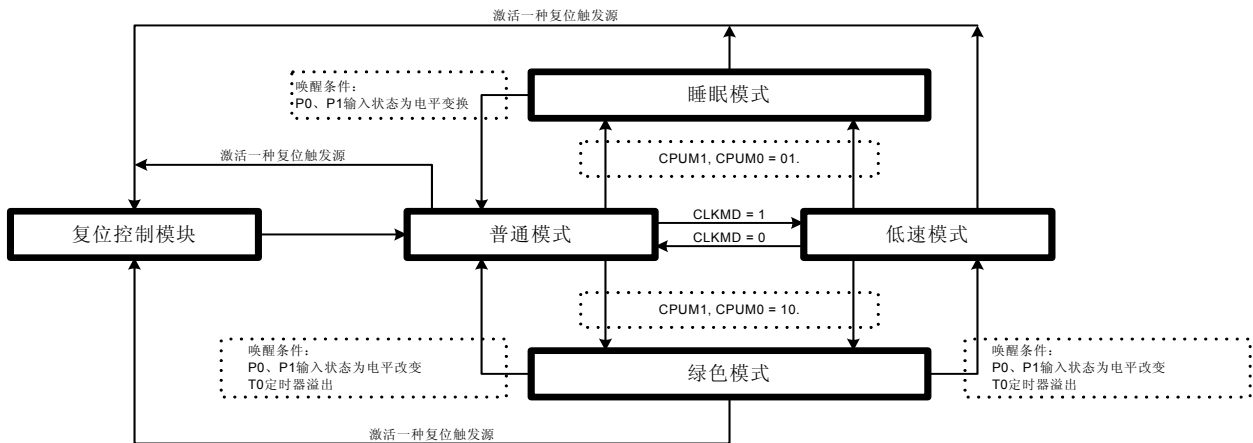 激活一种复位触发源
唤醒条件：
P0、P1输入状态为电平变换
睡眠模式
激活一种复位触发源
CPUM1, CPUM0 = 01.
复位控制模块
普通模式
CLKMD = 1
CLKMD = 0
低速模式
CPUM1, CPUM0 = 10.
唤醒条件：
P0、P1输入状态为电平改变
T0定时器溢出
绿色模式
唤醒条件：
P0、P1输入状态为电平改变
T0定时器溢出
激活一种复位触发源